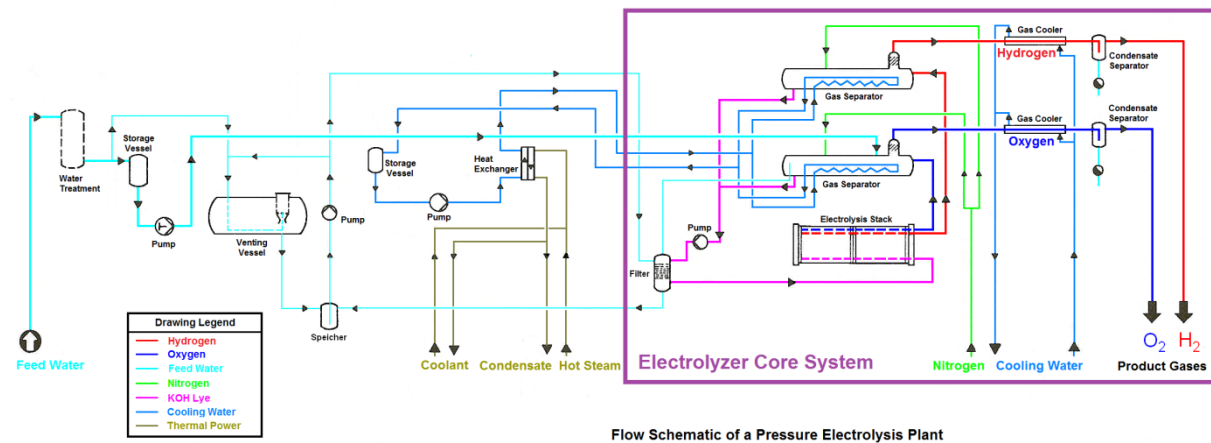 Gas Cooler
Hydrogen
Condensate
Separator
Gas Separator
Storage
Vessel
Water
Treatment
Pump
Venting
Vessel
Pump
Storage
Vessel
Heat
Exchanger
Pump
Gas Cooler
Oxygen
Condensate
Separator
Gas Separator
Electrolysis Stack
Pump
Filter
Speicher
Feed Water
Drawing Legend
Hydrogen
Oxygen
Feed Water
Nitrogen
KOH Lye
Cooling Water
Thermal Power
Coolant
Condensate
Hot Steam
Electrolyzer Core System
Nitrogen
Cooling Water
O2
H2
Product Gases
Flow Schematic of a Pressure Electrolysis Plant